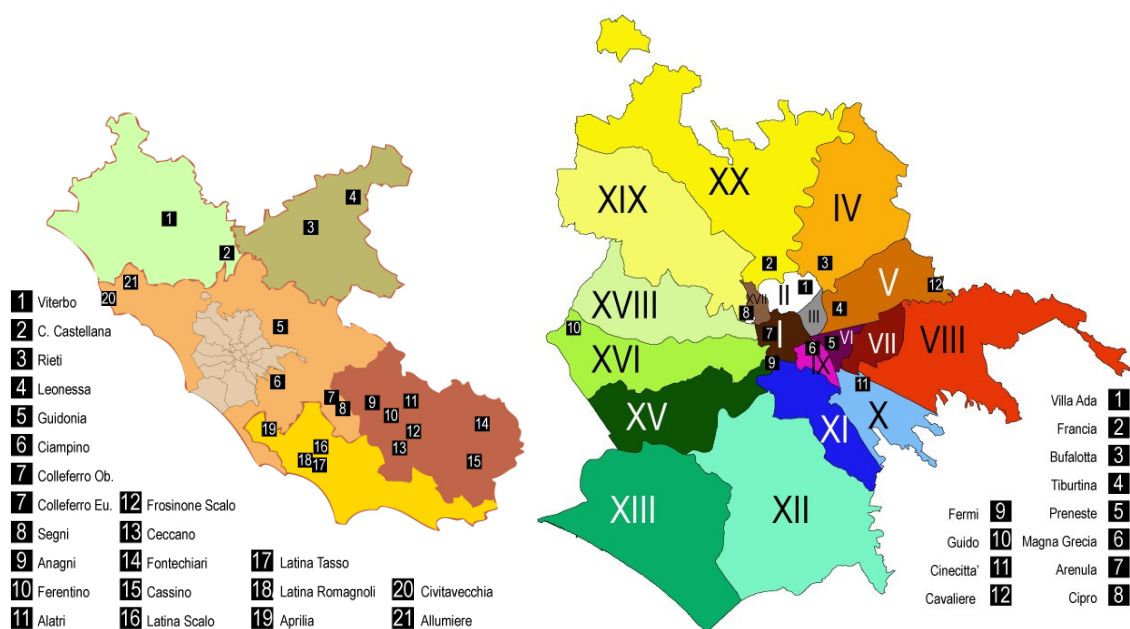 1
4
3
2
21
20
5
6
7
9
11
8
10
14
12
19
16
13
18
17
15
1 Viterbo
2 C. Castellana
3 Rieti
4 Leonessa
5 Guidonia
6 Ciampino
7 Colleferro Ob.
7 Colleferro Eu.
8 Segni
9 Anagni
10 Ferentino
11 Alatri
12 Frosinone Scalo
13 Ceccano
14 Fontechiari
15 Cassino
16 Latina Scalo
17 Latina Tasso
18 Latina Romagnoli
19 Aprilia
20 Civitavecchia
21 Allumiere
XX
XIX
IV
2
3
V
12
1
II
XVII
8
III
4
XVIII
10
7
I
VI
5
6
VII
VIII
XVI
9
IX
11
XV
XI
X
XIII
XII
Villa Ada 1
Francia 2
Bufalotta 3
Tiburtina 4
Preneste 5
Magna Grecia 6
Arenula 7
Cipro 8
Fermi 9
Guido 10
Cinecitta' 11
Cavaliere 12